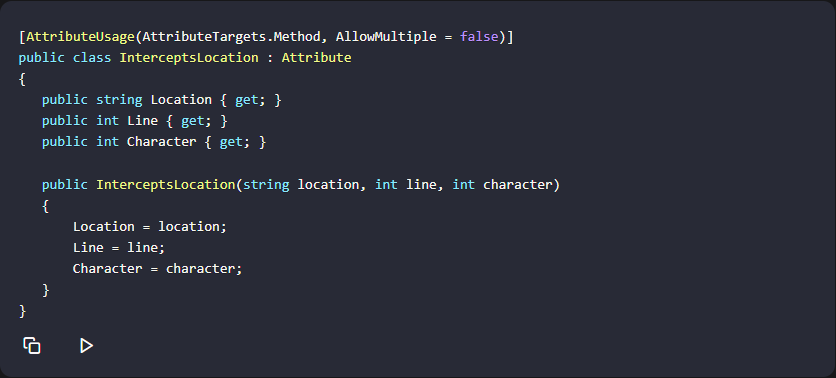 [AttributeUsage(AttributeTargets.Method, AllowMultiple = false)]
public class InterceptsLocation : Attribute
{
public string Location { get; }
public int Line { get; }
public int Character { get; }
public InterceptsLocation(string location, int line, int character)
{
Location = location;
Line = line;
Character = character;
}
}